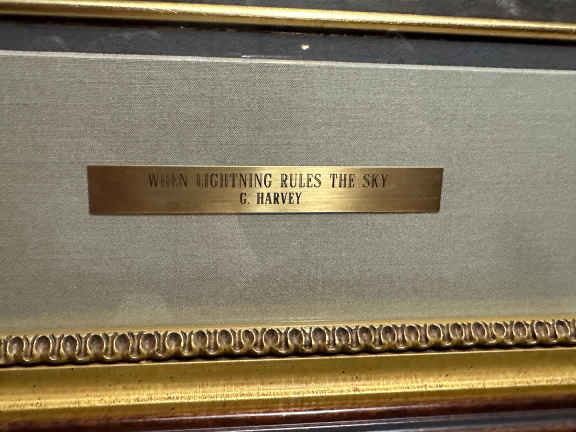 WHEN LIGHTNING RULES THE SKY
G. HARVEY